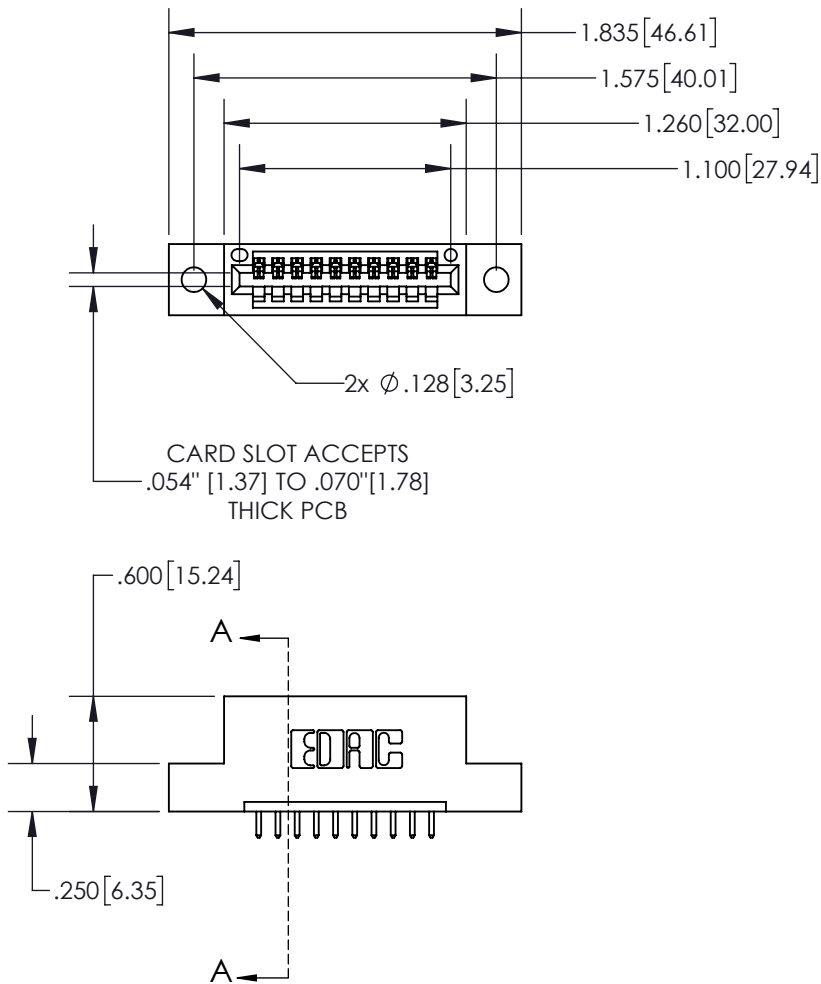 1.835[46.61]
1.575[40.01]
1.260[32.00]
1.100[27.94]
2x ∅.128[3.25]
CARD SLOT ACCEPTS
.054" [1.37] TO .070"[1.78]
THICK PCB
.600[15.24]
A
EDAC
.250[6.35]
A